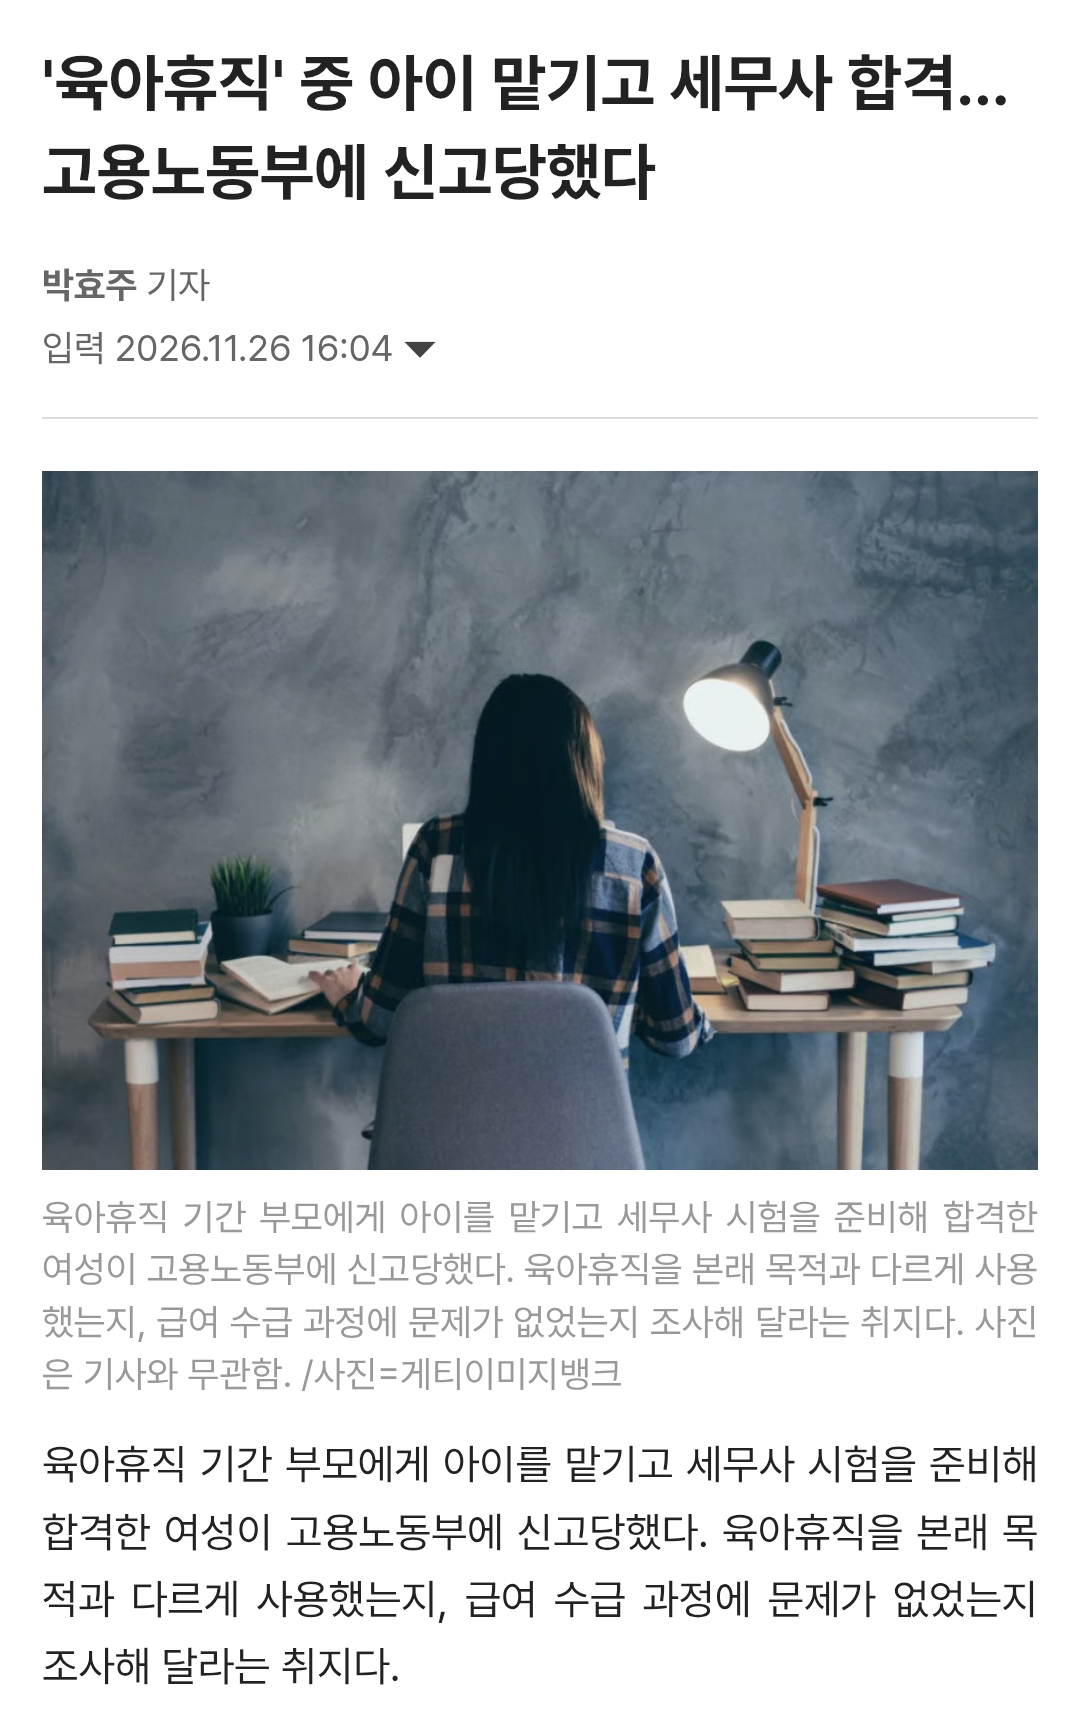 '육아휴직' 중 아이 맡기고 세무사 합격...
고용노동부에 신고당했다
박효주 기자
입력 2026.11.26 16:04 ▼
육아휴직 기간 부모에게 아이를 맡기고 세무사 시험을 준비해 합격한
여성이 고용노동부에 신고당했다. 육아휴직을 본래 목적과 다르게 사용
했는지, 급여 수급 과정에 문제가 없었는지 조사해 달라는 취지다. 사진
은 기사와 무관함. /사진=게티이미지뱅크
육아휴직 기간 부모에게 아이를 맡기고 세무사 시험을 준비해
합격한 여성이 고용노동부에 신고당했다. 육아휴직을 본래 목
적과 다르게 사용했는지, 급여 수급 과정에 문제가 없었는지
조사해 달라는 취지다.